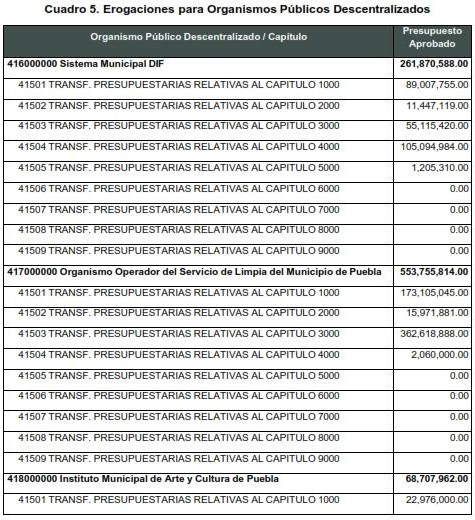 Cuadro 5. Erogaciones para Organismos Públicos Descentralizados
Organismo Público Descentralizado / Capítulo Presupuesto Aprobado
416000000 Sistema Municipal DIF 261,870,588.00
41501 TRANSF. PRESUPUESTARIAS RELATIVAS AL CAPITULO 1000 89,007,755.00
41502 TRANSF. PRESUPUESTARIAS RELATIVAS AL CAPITULO 2000 11,447,119.00
41503 TRANSF. PRESUPUESTARIAS RELATIVAS AL CAPITULO 3000 55,115,420.00
41504 TRANSF. PRESUPUESTARIAS RELATIVAS AL CAPITULO 4000 105,094,984.00
41505 TRANSF. PRESUPUESTARIAS RELATIVAS AL CAPITULO 5000 1,205,310.00
41506 TRANSF. PRESUPUESTARIAS RELATIVAS AL CAPITULO 6000 0.00
41507 TRANSF. PRESUPUESTARIAS RELATIVAS AL CAPITULO 7000 0.00
41508 TRANSF. PRESUPUESTARIAS RELATIVAS AL CAPITULO 8000 0.00
41509 TRANSF. PRESUPUESTARIAS RELATIVAS AL CAPITULO 9000 0.00
417000000 Organismo Operador del Servicio de Limpia del Municipio de Puebla 553,755,814.00
41501 TRANSF. PRESUPUESTARIAS RELATIVAS AL CAPITULO 1000 173,105,045.00
41502 TRANSF. PRESUPUESTARIAS RELATIVAS AL CAPITULO 2000 15,971,881.00
41503 TRANSF. PRESUPUESTARIAS RELATIVAS AL CAPITULO 3000 362,618,888.00
41504 TRANSF. PRESUPUESTARIAS RELATIVAS AL CAPITULO 4000 2,060,000.00
41505 TRANSF. PRESUPUESTARIAS RELATIVAS AL CAPITULO 5000 0.00
41506 TRANSF. PRESUPUESTARIAS RELATIVAS AL CAPITULO 6000 0.00
41507 TRANSF. PRESUPUESTARIAS RELATIVAS AL CAPITULO 7000 0.00
41508 TRANSF. PRESUPUESTARIAS RELATIVAS AL CAPITULO 8000 0.00
41509 TRANSF. PRESUPUESTARIAS RELATIVAS AL CAPITULO 9000 0.00
418000000 Instituto Municipal de Arte y Cultura de Puebla 68,707,962.00
41501 TRANSF. PRESUPUESTARIAS RELATIVAS AL CAPITULO 1000 22,976,000.00